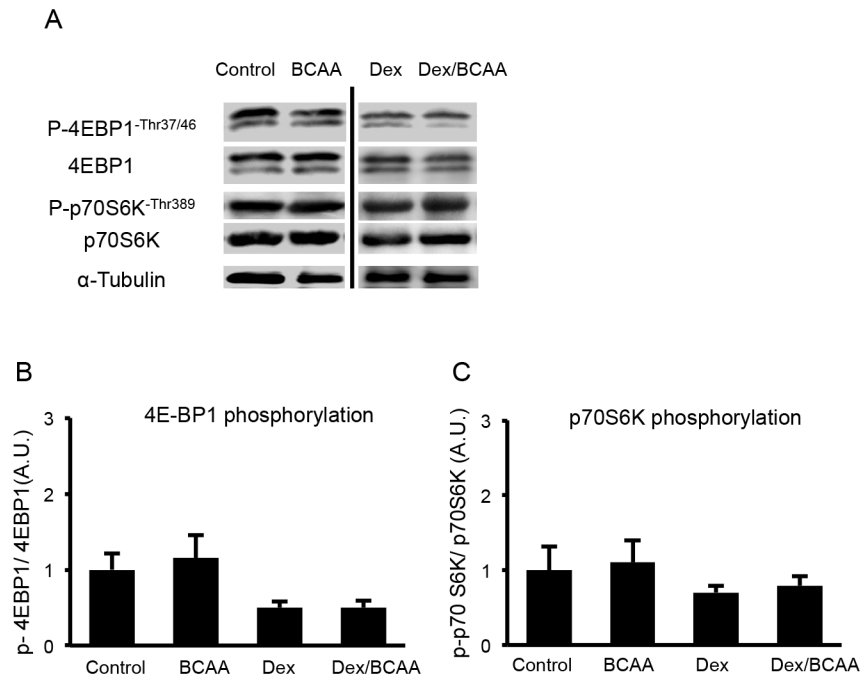 A
Control BCAA Dex Dex/BCAA
P-4EBP1-Thr37/46
4EBP1
P-p70S6K-Thr389
p70S6K
α-Tubulin
B
4E-BP1 phosphorylation
p- 4EBP1/ 4EBP1(A.U.)
3
2
1
0
Control BCAA Dex Dex/BCAA
C
p70S6K phosphorylation
p-p70 S6K/ p70S6K (A.U.)
3
2
1
0
Control BCAA Dex Dex/BCAA